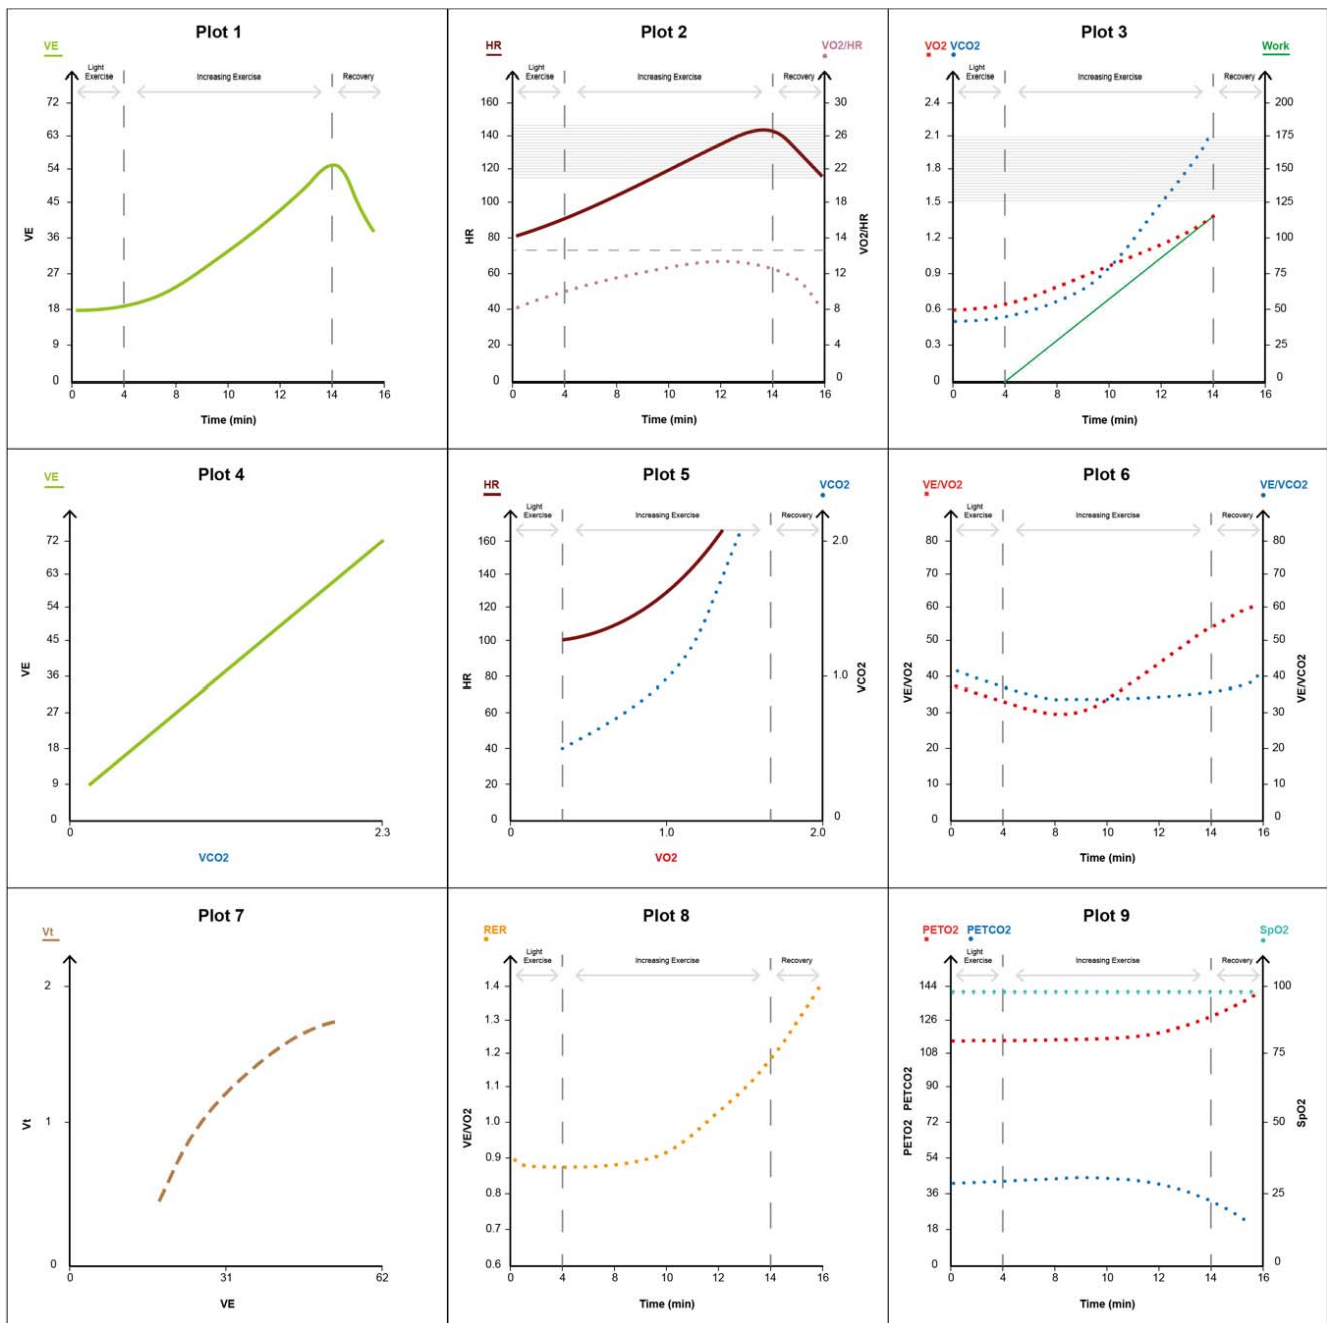 Plot 1
VE
Light
Exercise
Increasing Exercise
Recovery
72
63
54
45
36
27
18
9
0
VE
0 4 8 10 12 14 16
Time (min)
Plot 2
HR
VO2/HR
Light
Exercise
Increasing Exercise
Recovery
160
140
120
100
80
60
40
20
0
HR
30
26
22
18
14
12
8
4
0
VO2/HR
0 4 8 10 12 14 16
Time (min)
Plot 3
VO2 VCO2
Work
Light
Exercise
Increasing Exercise
Recovery
2.4
2.1
1.8
1.5
1.2
0.9
0.6
0.3
0
200
175
150
125
100
75
50
25
0
0 4 8 10 12 14 16
Time (min)
Plot 4
VE
72
63
54
45
36
27
18
9
0
VE
0 2.3
VCO2
Plot 5
HR
VCO2
Light
Exercise
Increasing Exercise
Recovery
160
140
120
100
80
60
40
20
0
HR
2.0
1.0
0
VCO2
0 1.0 2.0
VO2
Plot 6
VE/VO2
VE/VCO2
Light
Exercise
Increasing Exercise
Recovery
80
70
60
50
40
30
20
10
0
VE/VO2
80
70
60
50
40
30
20
10
0
VE/VCO2
0 4 8 10 12 14 16
Time (min)
Plot 7
Vt
2
1
0
Vt
0 31 62
VE
Plot 8
RER
Light
Exercise
Increasing Exercise
Recovery
1.4
1.3
1.2
1.1
1.0
0.9
0.8
0.7
0.6
VE/VO2
0 4 8 10 12 14 16
Time (min)
Plot 9
PETO2 PETCO2
SpO2
Light
Exercise
Increasing Exercise
Recovery
144
126
108
90
72
54
36
18
0
PETO2 PETCO2
100
75
50
25
0
SpO2
0 4 8 10 12 14 16
Time (min)